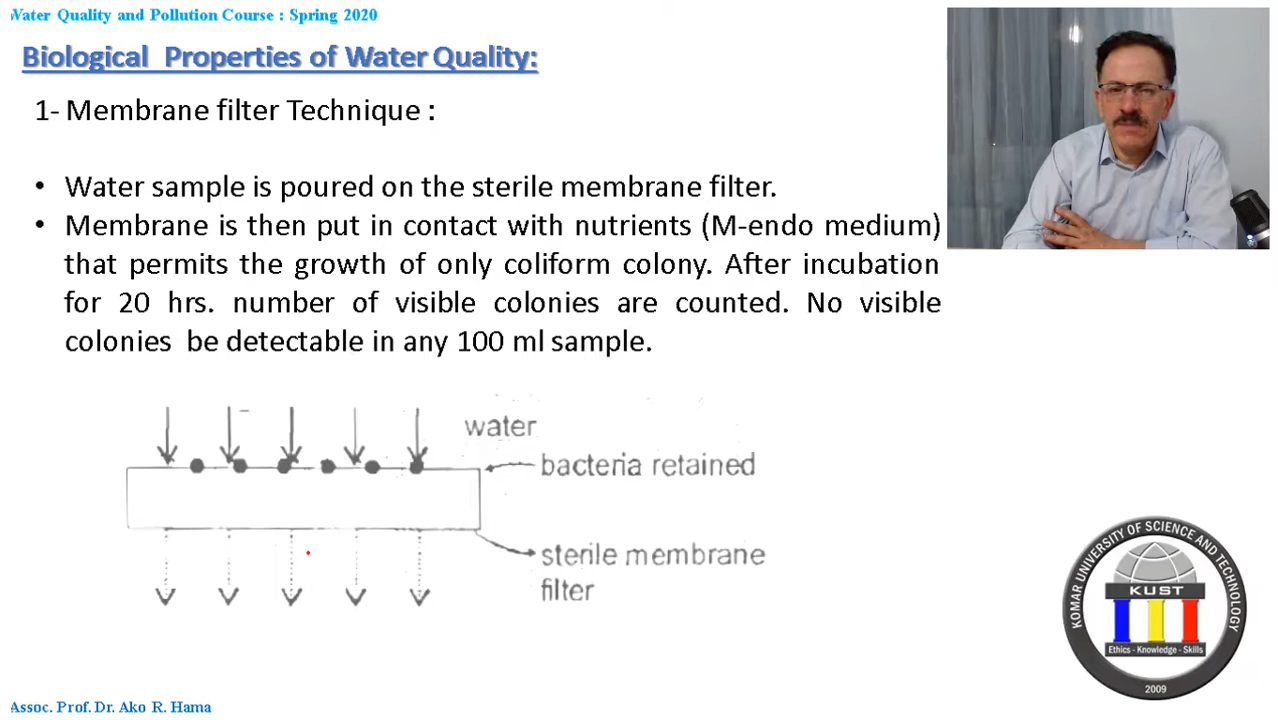 Water Quality and Pollution Course : Spring 2020
Biological Properties of Water Quality:
1- Membrane filter Technique :
• Water sample is poured on the sterile membrane filter.
• Membrane is then put in contact with nutrients (M-endo medium)
that permits the growth of only coliform colony. After incubation
for 20 hrs. number of visible colonies are counted. No visible
colonies be detectable in any 100 ml sample.
water
bacteria retained
sterile membrane
filter
KOMAR UNIVERSITY OF SCIENCE AND TECHNOLOGY
KUST
Ethics - Knowledge - Skills
2009
Assoc. Prof. Dr. Ako R. Hama